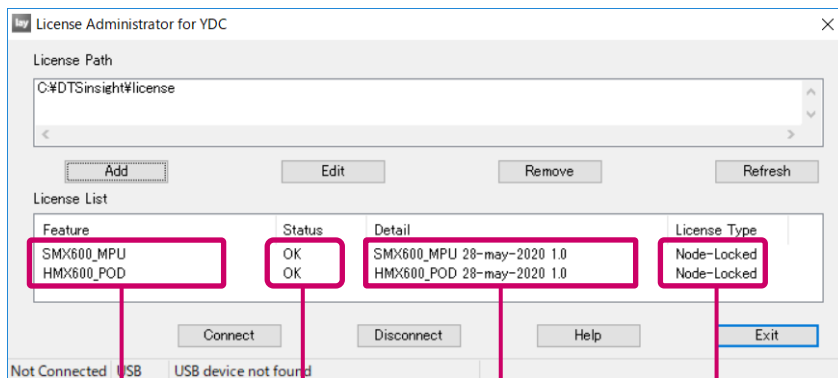 License Administrator for YDC
License Path
C:¥DTSinsight¥license
Add Edit Remove Refresh
License List
Feature Status Detail License Type
SMX600_MPU OK SMX600_MPU 28-may-2020 1.0 Node-Locked
HMX600_POD OK HMX600_POD 28-may-2020 1.0 Node-Locked
Connect Disconnect Help Exit
Not Connected USB USB device not found